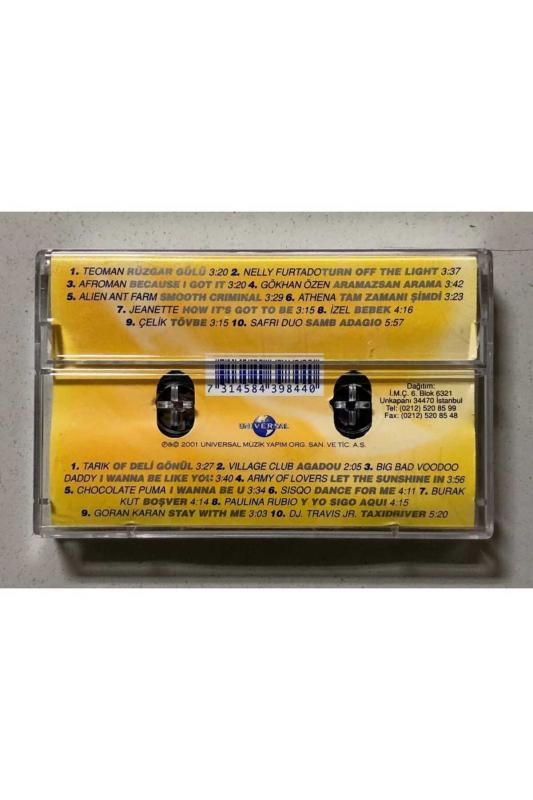 1. TEOMAN RÜZGAR GÜLÜ 3:20 2. NELLY FURTADO TURN OFF THE LIGHT 3:37
3. AFROMAN BECAUSE I GOT IT 3:20 4. GÖKHAN ÖZEN ARAMAZSAN ARAMA 3:42
5. ALIEN ANT FARM SMOOTH CRIMINAL 3:29 6. ATHENA TAM ZAMANI ŞİMDİ 3:23
7. JEANETTE HOW IT'S GOT TO BE 3:15 8. İZEL BEBEK 4:16
9. ÇELİK TÖVBE 3:15 10. SAFRI DUO SAMB ADAGIO 5:57
7 314584 398440
Dağıtım:
İ.M.Ç. 6. Blok 6321
Unkapanı 34470 İstanbul
Tel: (0212) 520 85 99
Fax: (0212) 520 85 48
UNIVERSAL
℗&© 2001 UNIVERSAL MÜZİK YAPIM ORG. SAN. VE TİC. A.Ş.
1. TARIK OF DELİ GÖNÜL 3:27 2. VILLAGE CLUB AGADOU 2:05 3. BIG BAD VOODOO
DADDY I WANNA BE LIKE YOU 3:40 4. ARMY OF LOVERS LET THE SUNSHINE IN 3:56
5. CHOCOLATE PUMA I WANNA BE U 3:34 6. SISQO DANCE FOR ME 4:11 7. BURAK
KUT BOŞVER 4:14 8. PAULINA RUBIO Y YO SIGO AQUI 4:15
9. GORAN KARAN STAY WITH ME 3:03 10. DJ. TRAVIS JR. TAXIDRIVER 5:20